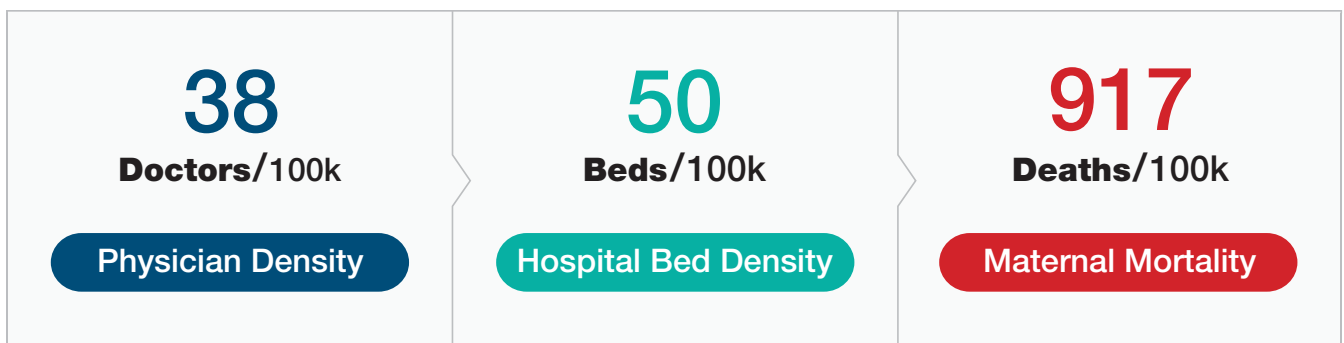 38
Doctors/100k
Physician Density
50
Beds/100k
Hospital Bed Density
917
Deaths/100k
Maternal Mortality